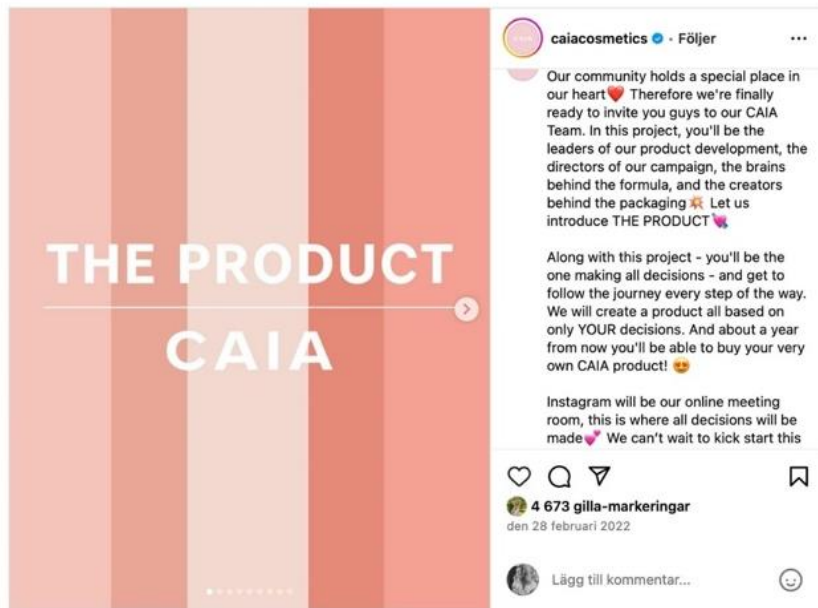 THE PRODUCT
CAIA
caiacosmetics • Följer
Our community holds a special place in
our heart❤️ Therefore we're finally
ready to invite you guys to our CAIA
Team. In this project, you'll be the
leaders of our product development, the
directors of our campaign, the brains
behind the formula, and the creators
behind the packaging💥 Let us
introduce THE PRODUCT💘
Along with this project - you'll be the
one making all decisions - and get to
follow the journey every step of the way.
We will create a product all based on
only YOUR decisions. And about a year
from now you'll be able to buy your very
own CAIA product! 😍
Instagram will be our online meeting
room, this is where all decisions will be
made💕 We can't wait to kick start this
4 673 gilla-markeringar
den 28 februari 2022
Lägg till kommentar...